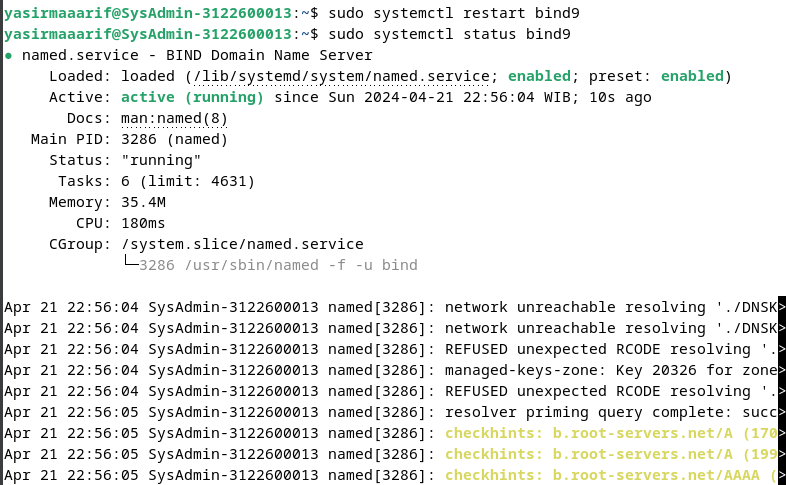 yasirmaaarif@SysAdmin-3122600013:~$ sudo systemctl restart bind9
yasirmaaarif@SysAdmin-3122600013:~$ sudo systemctl status bind9
● named.service - BIND Domain Name Server
Loaded: loaded (/lib/systemd/system/named.service; enabled; preset: enabled)
Active: active (running) since Sun 2024-04-21 22:56:04 WIB; 10s ago
Docs: man:named(8)
Main PID: 3286 (named)
Status: "running"
Tasks: 6 (limit: 4631)
Memory: 35.4M
CPU: 180ms
CGroup: /system.slice/named.service
└─3286 /usr/sbin/named -f -u bind
Apr 21 22:56:04 SysAdmin-3122600013 named[3286]: network unreachable resolving './DNSK>
Apr 21 22:56:04 SysAdmin-3122600013 named[3286]: network unreachable resolving './DNSK>
Apr 21 22:56:04 SysAdmin-3122600013 named[3286]: REFUSED unexpected RCODE resolving '.>
Apr 21 22:56:04 SysAdmin-3122600013 named[3286]: managed-keys-zone: Key 20326 for zone>
Apr 21 22:56:04 SysAdmin-3122600013 named[3286]: REFUSED unexpected RCODE resolving '.>
Apr 21 22:56:05 SysAdmin-3122600013 named[3286]: resolver priming query complete: succ>
Apr 21 22:56:05 SysAdmin-3122600013 named[3286]: checkhints: b.root-servers.net/A (170>
Apr 21 22:56:05 SysAdmin-3122600013 named[3286]: checkhints: b.root-servers.net/A (199>
Apr 21 22:56:05 SysAdmin-3122600013 named[3286]: checkhints: b.root-servers.net/AAAA (>